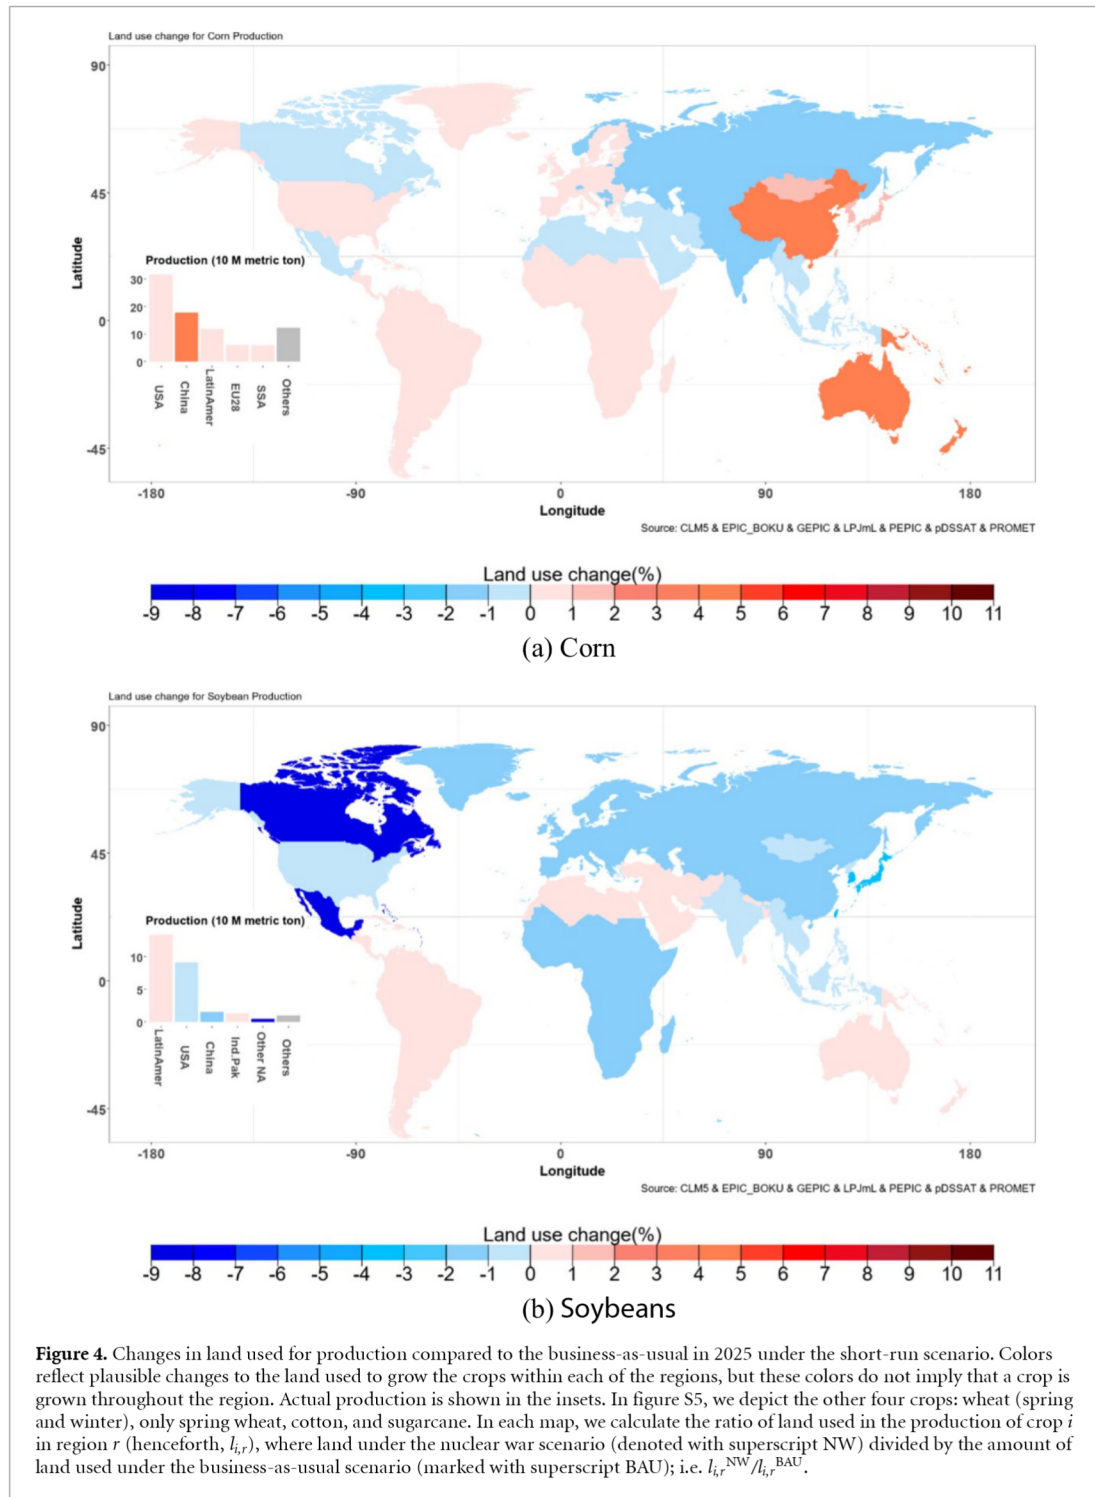 Land use change for Corn Production
90
45
0
-45
Latitude
Production (10 M metric ton)
30
20
10
0
USA
China
LatinAmer
EU28
SSA
Others
-180
-90
0
90
180
Longitude
Source: CLM5 & EPIC_BOKU & GEPIC & LPJmL & PEPIC & pDSSAT & PROMET
Land use change(%)
-9 -8 -7 -6 -5 -4 -3 -2 -1 0 1 2 3 4 5 6 7 8 9 10 11
(a) Corn
Land use change for Soybean Production
90
45
0
-45
Latitude
Production (10 M metric ton)
10
5
0
LatinAmer
USA
China
Ind.Pak
Other NA
Others
-180
-90
0
90
180
Longitude
Source: CLM5 & EPIC_BOKU & GEPIC & LPJmL & PEPIC & pDSSAT & PROMET
Land use change(%)
-9 -8 -7 -6 -5 -4 -3 -2 -1 0 1 2 3 4 5 6 7 8 9 10 11
(b) Soybeans
Figure 4. Changes in land used for production compared to the business-as-usual in 2025 under the short-run scenario. Colors
reflect plausible changes to the land used to grow the crops within each of the regions, but these colors do not imply that a crop is
grown throughout the region. Actual production is shown in the insets. In figure S5, we depict the other four crops: wheat (spring
and winter), only spring wheat, cotton, and sugarcane. In each map, we calculate the ratio of land used in the production of crop i
in region r (henceforth, l_{i,r}), where land under the nuclear war scenario (denoted with superscript NW) divided by the amount of
land used under the business-as-usual scenario (marked with superscript BAU); i.e. l_{i,r}^{NW}/l_{i,r}^{BAU}.